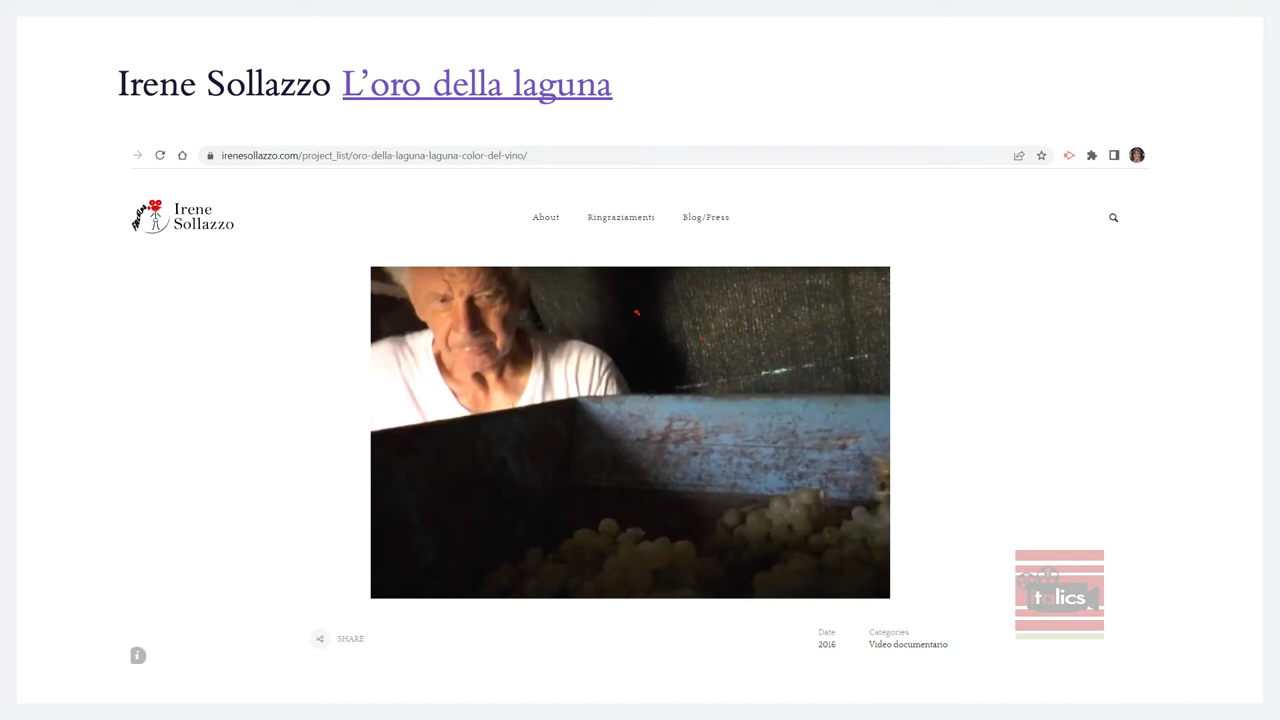 Irene Sollazzo L’oro della laguna
irenesollazzo.com/project_list/oro-della-laguna-laguna-color-del-vino/
Irene
Sollazzo
About Ringraziamenti Blog/Press
italics
SHARE
Date
2016
Categories
Video documentario